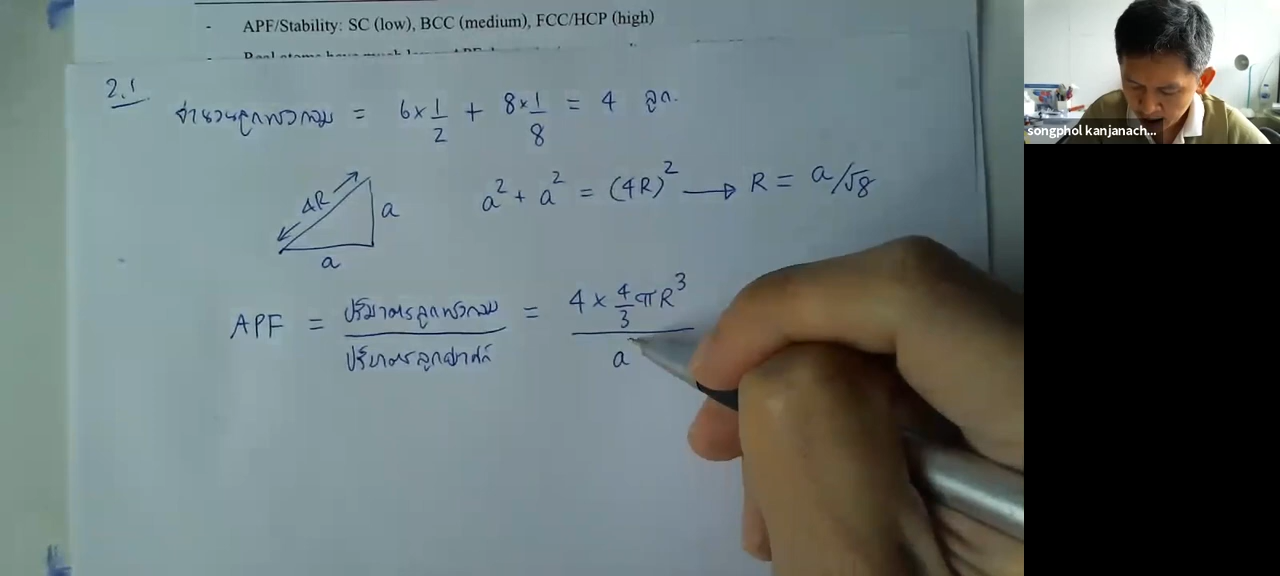 - APF/Stability: SC (low), BCC (medium), FCC/HCP (high)
2.1
จำนวนลูกทรงกลม = 6×1/2 + 8×1/8 = 4 ลูก.
4R a a
a² + a² = (4R)² → R = a/√8
APF = ปริมาตรลูกทรงกลม/ปริมาตรลูกบาศก์ = 4 × 4/3 πR³/a
songphol kanjanach...